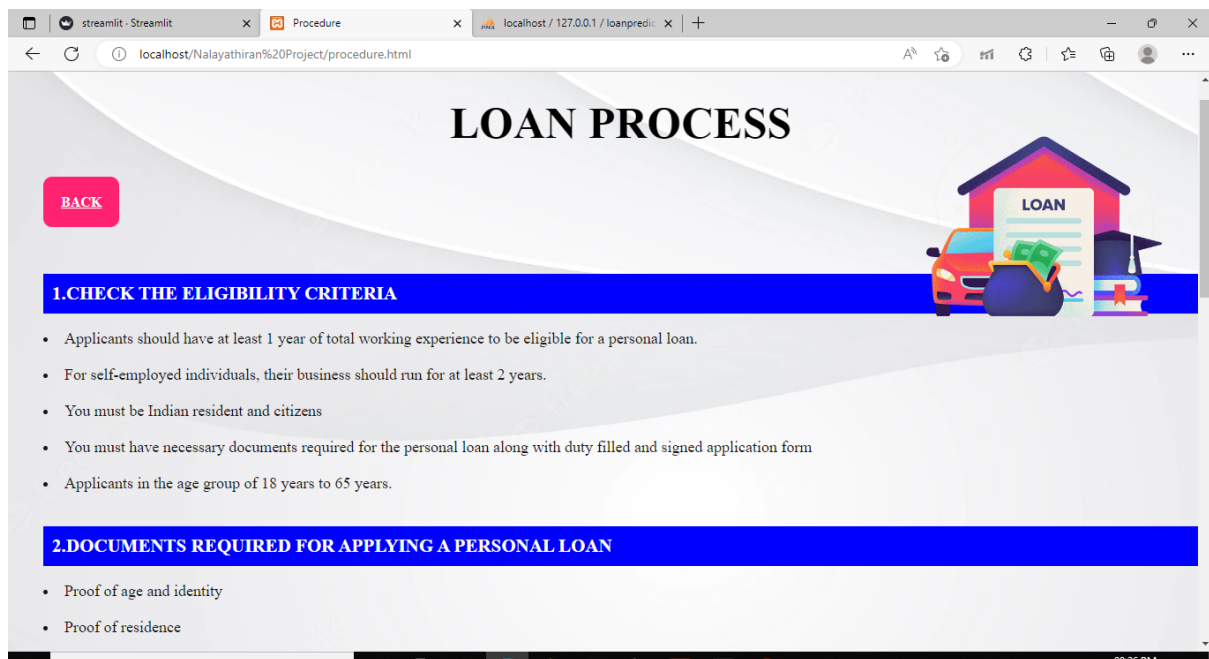 streamlit · Streamlit
Procedure
localhost / 127.0.0.1 / loanpredic
localhost/Nalayathiran%20Project/procedure.html
LOAN PROCESS
BACK
LOAN
1.CHECK THE ELIGIBILITY CRITERIA
• Applicants should have at least 1 year of total working experience to be eligible for a personal loan.
• For self-employed individuals, their business should run for at least 2 years.
• You must be Indian resident and citizens
• You must have necessary documents required for the personal loan along with duty filled and signed application form
• Applicants in the age group of 18 years to 65 years.
2.DOCUMENTS REQUIRED FOR APPLYING A PERSONAL LOAN
• Proof of age and identity
• Proof of residence